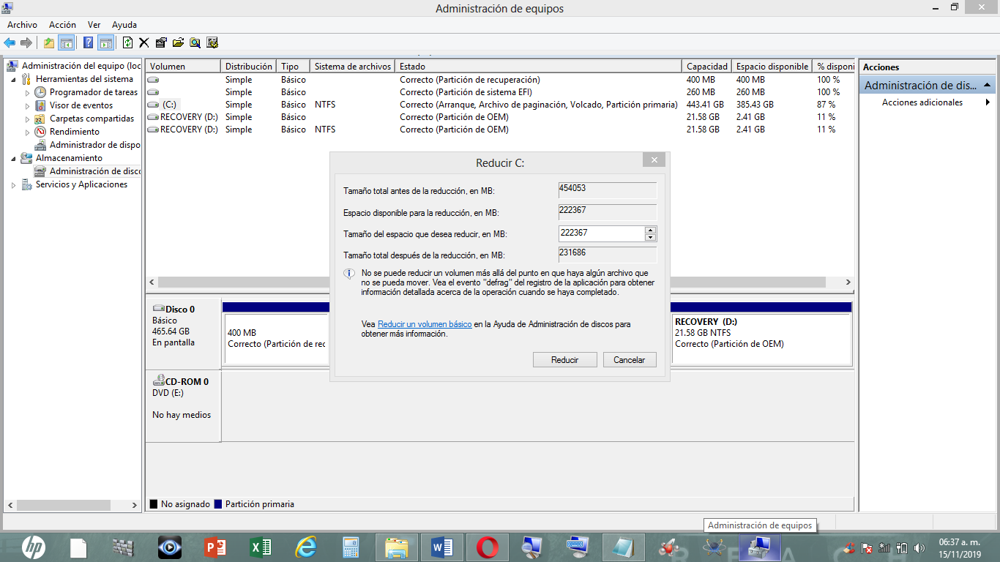 Administración de equipos
Archivo Acción Ver Ayuda
Administración del equipo (loc
Herramientas del sistema
Programador de tareas
Visor de eventos
Carpetas compartidas
Rendimiento
Administrador de dispo
Almacenamiento
Administración de disco
Servicios y Aplicaciones
Volumen Distribución Tipo Sistema de archivos Estado Capacidad Espacio disponible % disponi
Simple Básico Correcto (Partición de recuperación) 400 MB 400 MB 100 %
Simple Básico Correcto (Partición de sistema EFI) 260 MB 260 MB 100 %
(C:) Simple Básico NTFS Correcto (Arranque, Archivo de paginación, Volcado, Partición primaria) 443.41 GB 385.43 GB 87 %
RECOVERY (D:) Simple Básico Correcto (Partición de OEM) 21.58 GB 2.41 GB 11 %
RECOVERY (D:) Simple Básico NTFS Correcto (Partición de OEM) 21.58 GB 2.41 GB 11 %
Acciones
Administración de dis...
Acciones adicionales
Reducir C:
Tamaño total antes de la reducción, en MB: 454053
Espacio disponible para la reducción, en MB: 222367
Tamaño del espacio que desea reducir, en MB: 222367
Tamaño total después de la reducción, en MB: 231686
No se puede reducir un volumen más allá del punto en que haya algún archivo que
no se pueda mover. Vea el evento "defrag" del registro de la aplicación para obtener
información detallada acerca de la operación cuando se haya completado.
Vea Reducir un volumen básico en la Ayuda de Administración de discos para
obtener más información.
Reducir Cancelar
Disco 0
Básico
465.64 GB
En pantalla
400 MB
Correcto (Partición de rec
RECOVERY (D:)
21.58 GB NTFS
Correcto (Partición de OEM)
CD-ROM 0
DVD (E:)
No hay medios
No asignado Partición primaria
Administración de equipos
06:37 a. m.
15/11/2019